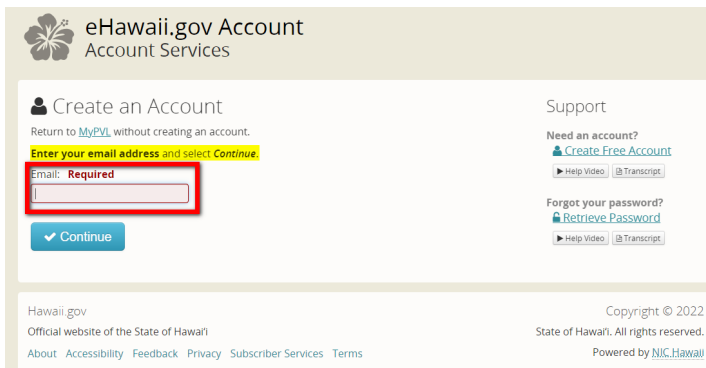 eHawaii.gov Account
Account Services
Create an Account
Return to MyPVL without creating an account.
Enter your email address and select Continue.
Email: Required
Continue
Support
Need an account?
Create Free Account
Help Video Transcript
Forgot your password?
Retrieve Password
Help Video Transcript
Hawaii.gov
Official website of the State of Hawaiʻi
About Accessibility Feedback Privacy Subscriber Services Terms
Copyright © 2022
State of Hawaiʻi. All rights reserved.
Powered by NIC Hawaii